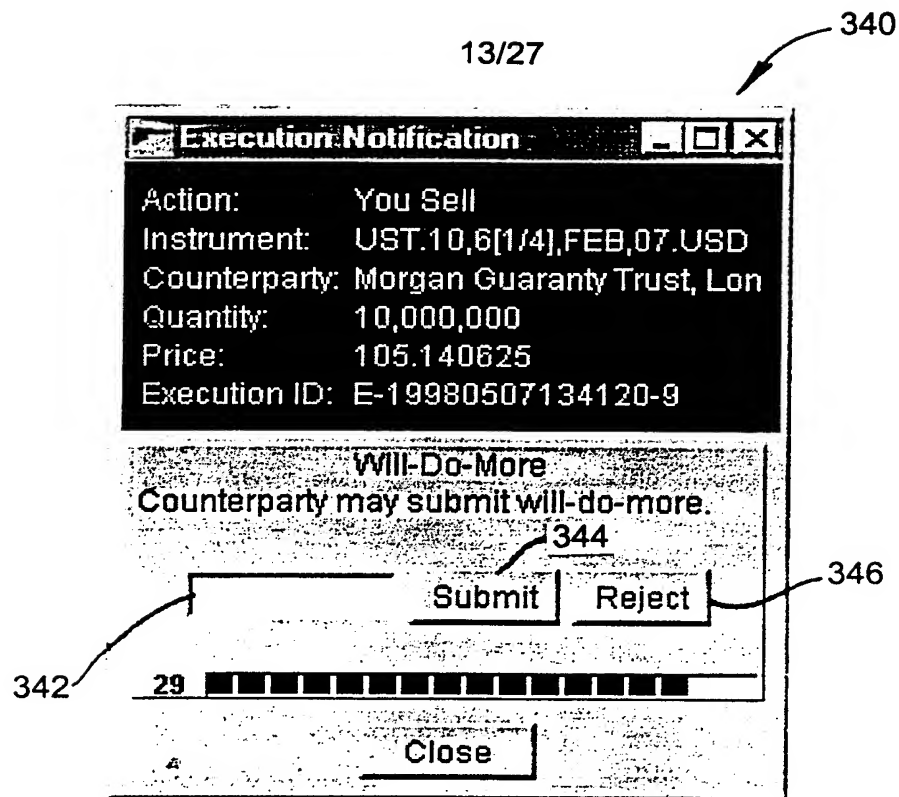 340
13/27
Execution Notification
Action: You Sell
Instrument: UST.10,6[1/4],FEB,07.USD
Counterparty: Morgan Guaranty Trust, Lon
Quantity: 10,000,000
Price: 105.140625
Execution ID: E-19980507134120-9
Will-Do-More
Counterparty may submit will-do-more.
344
Submit Reject 346
342 29
Close